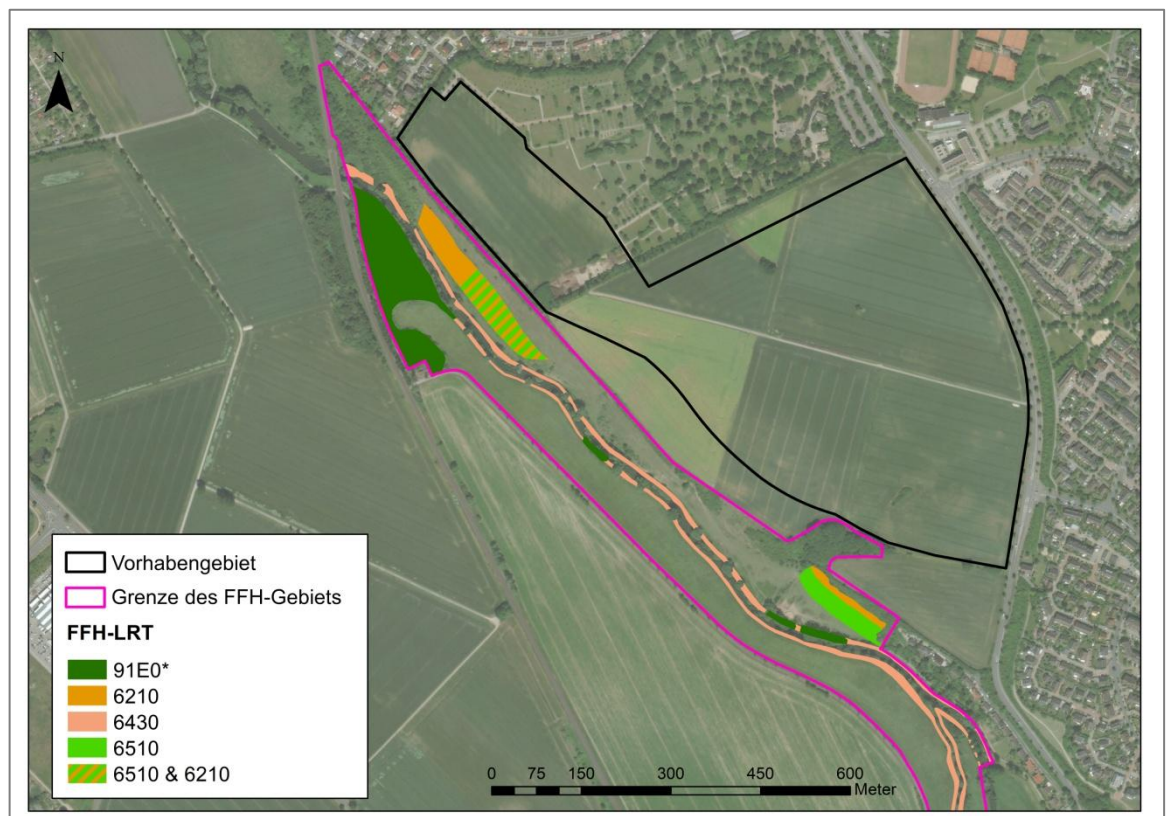 N
Vorhabengebiet
Grenze des FFH-Gebiets
FFH-LRT
91E0*
6210
6430
6510
6510 & 6210
0 75 150 300 450 600
Meter